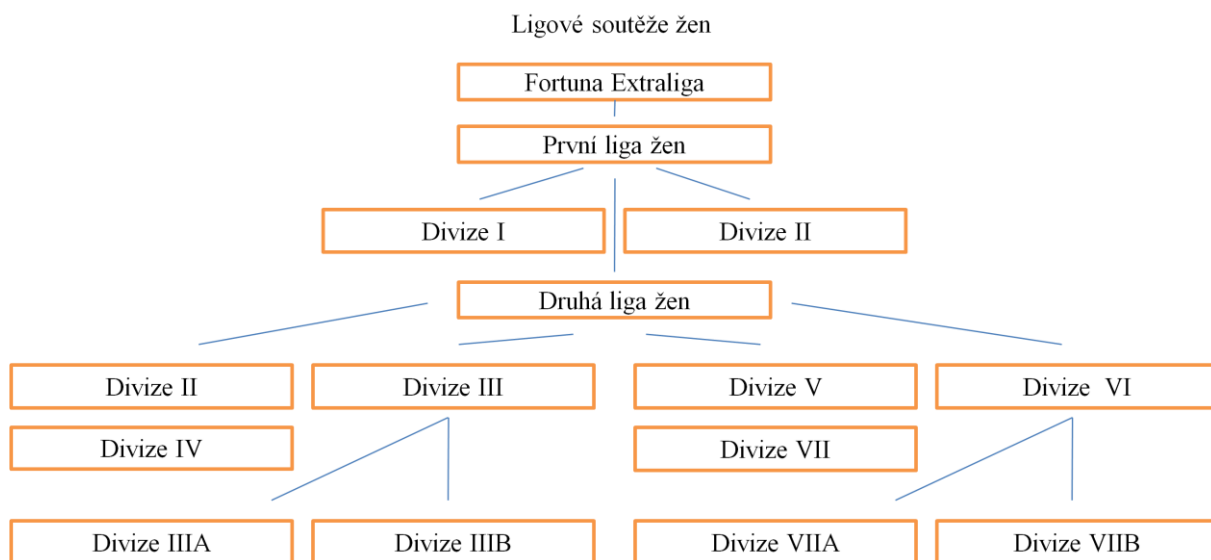 Ligové soutěže žen
Fortuna Extraliga
První liga žen
Divize I
Divize II
Druhá liga žen
Divize II
Divize III
Divize V
Divize VI
Divize IV
Divize VII
Divize IIIA
Divize IIIB
Divize VIIA
Divize VIIB